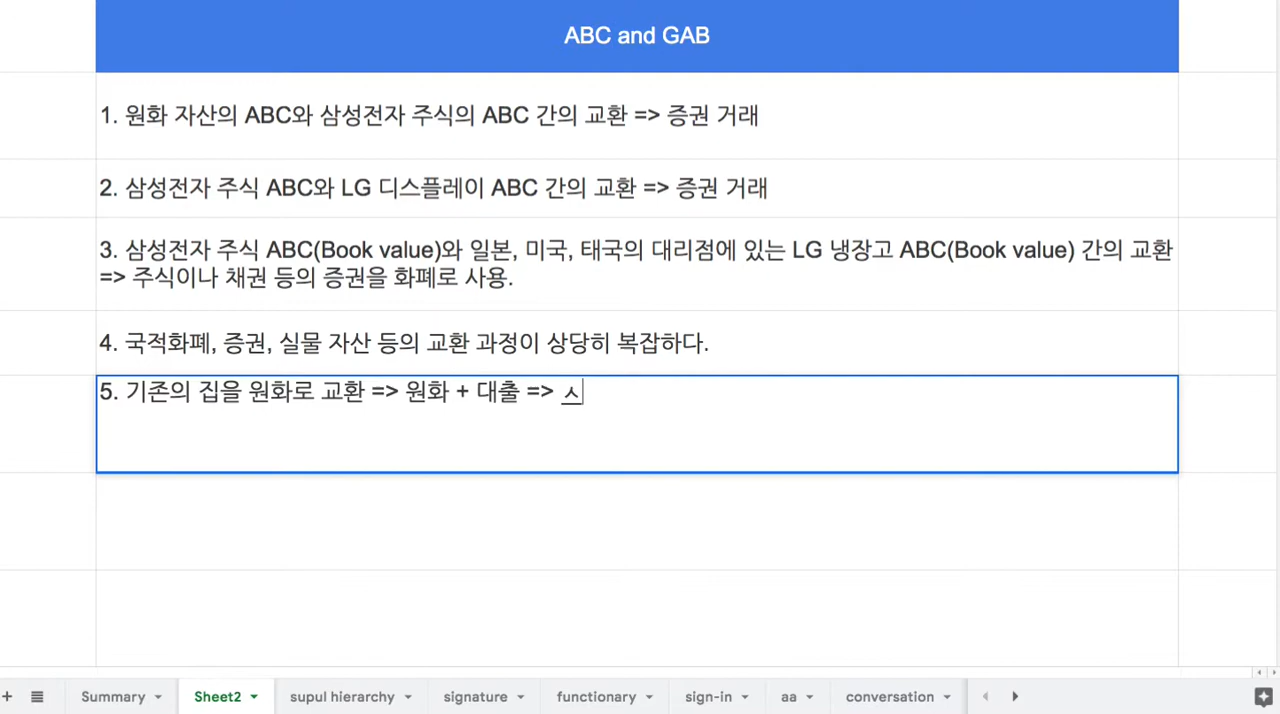 ABC and GAB
1. 원화 자산의 ABC와 삼성전자 주식의 ABC 간의 교환 => 증권 거래
2. 삼성전자 주식 ABC와 LG 디스플레이 ABC 간의 교환 => 증권 거래
3. 삼성전자 주식 ABC(Book value)와 일본, 미국, 태국의 대리점에 있는 LG 냉장고 ABC(Book value) 간의 교환
=> 주식이나 채권 등의 증권을 화폐로 사용.
4. 국적화폐, 증권, 실물 자산 등의 교환 과정이 상당히 복잡하다.
5. 기존의 집을 원화로 교환 => 원화 + 대출 => ㅅ
+ Summary Sheet2 supul hierarchy signature functionary sign-in aa conversation